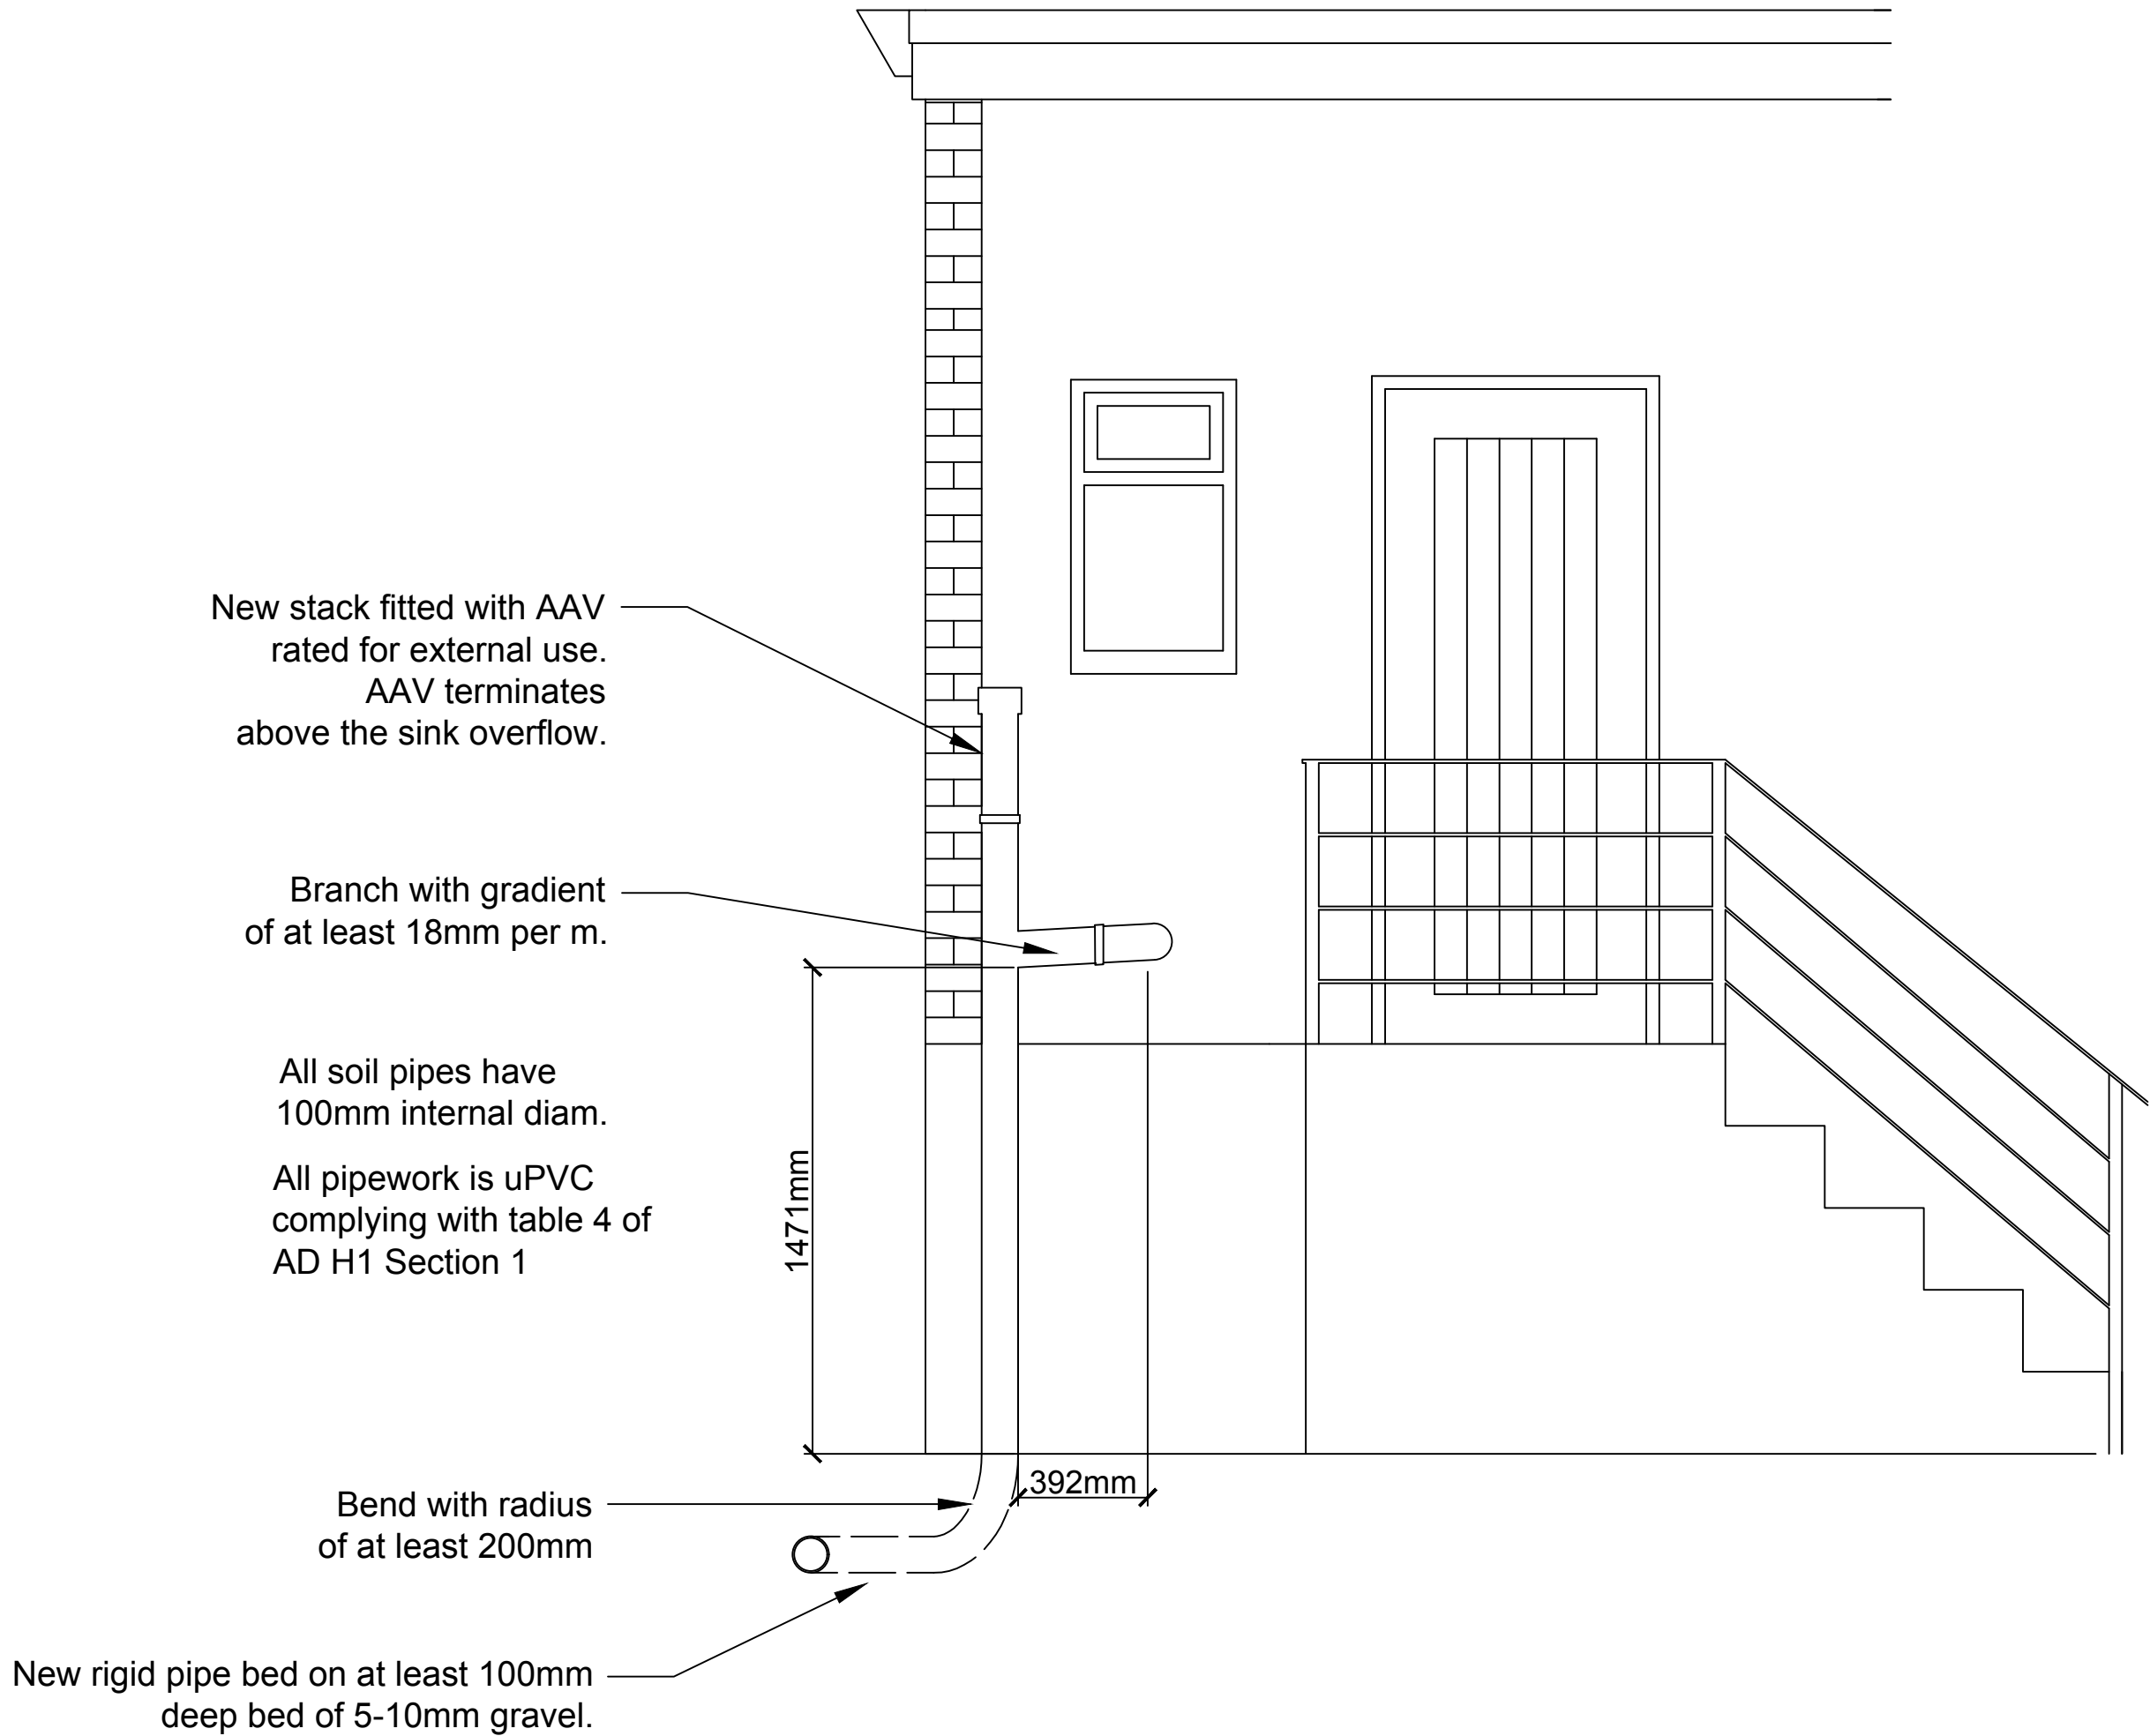 New stack fitted with AAV
rated for external use.
AAV terminates
above the sink overflow.
Branch with gradient
of at least 18mm per m.
All soil pipes have
100mm internal diam.
All pipework is uPVC
complying with table 4 of
AD H1 Section 1
1471mm
392mm
Bend with radius
of at least 200mm
New rigid pipe bed on at least 100mm
deep bed of 5-10mm gravel.